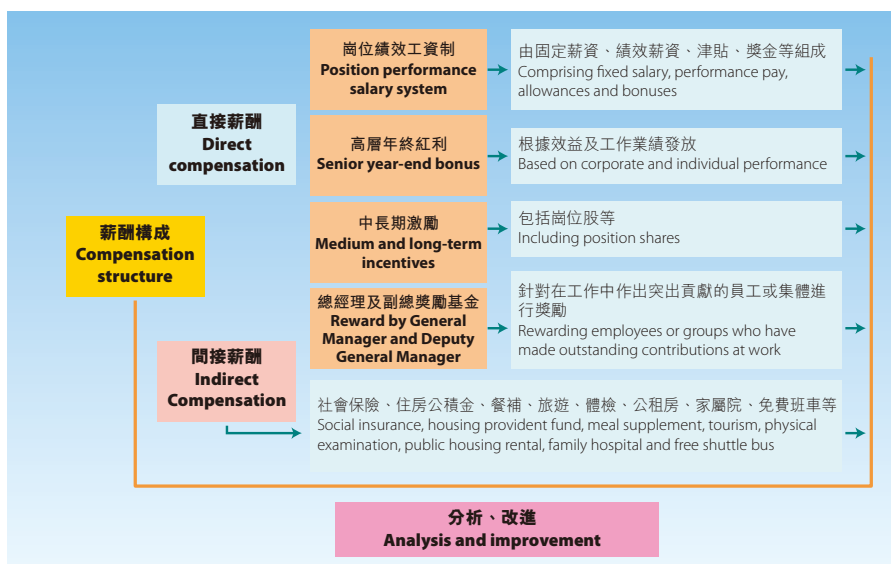 崗位績效工資制
Position performance
salary system
由固定薪資、績效薪資、津貼、獎金等組成
Comprising fixed salary, performance pay,
allowances and bonuses
直接薪酬
Direct
compensation
高層年終紅利
Senior year-end bonus
根據效益及工作業績發放
Based on corporate and individual performance
薪酬構成
Compensation
structure
中長期激勵
Medium and long-term
incentives
包括崗位股等
Including position shares
總經理及副總獎勵基金
Reward by General
Manager and Deputy
General Manager
針對在工作中作出突出貢獻的員工或集體進
行獎勵
Rewarding employees or groups who have
made outstanding contributions at work
間接薪酬
Indirect
Compensation
社會保險、住房公積金、餐補、旅遊、體檢、公租房、家屬院、免費班車等
Social insurance, housing provident fund, meal supplement, tourism, physical
examination, public housing rental, family hospital and free shuttle bus
分析、改進
Analysis and improvement